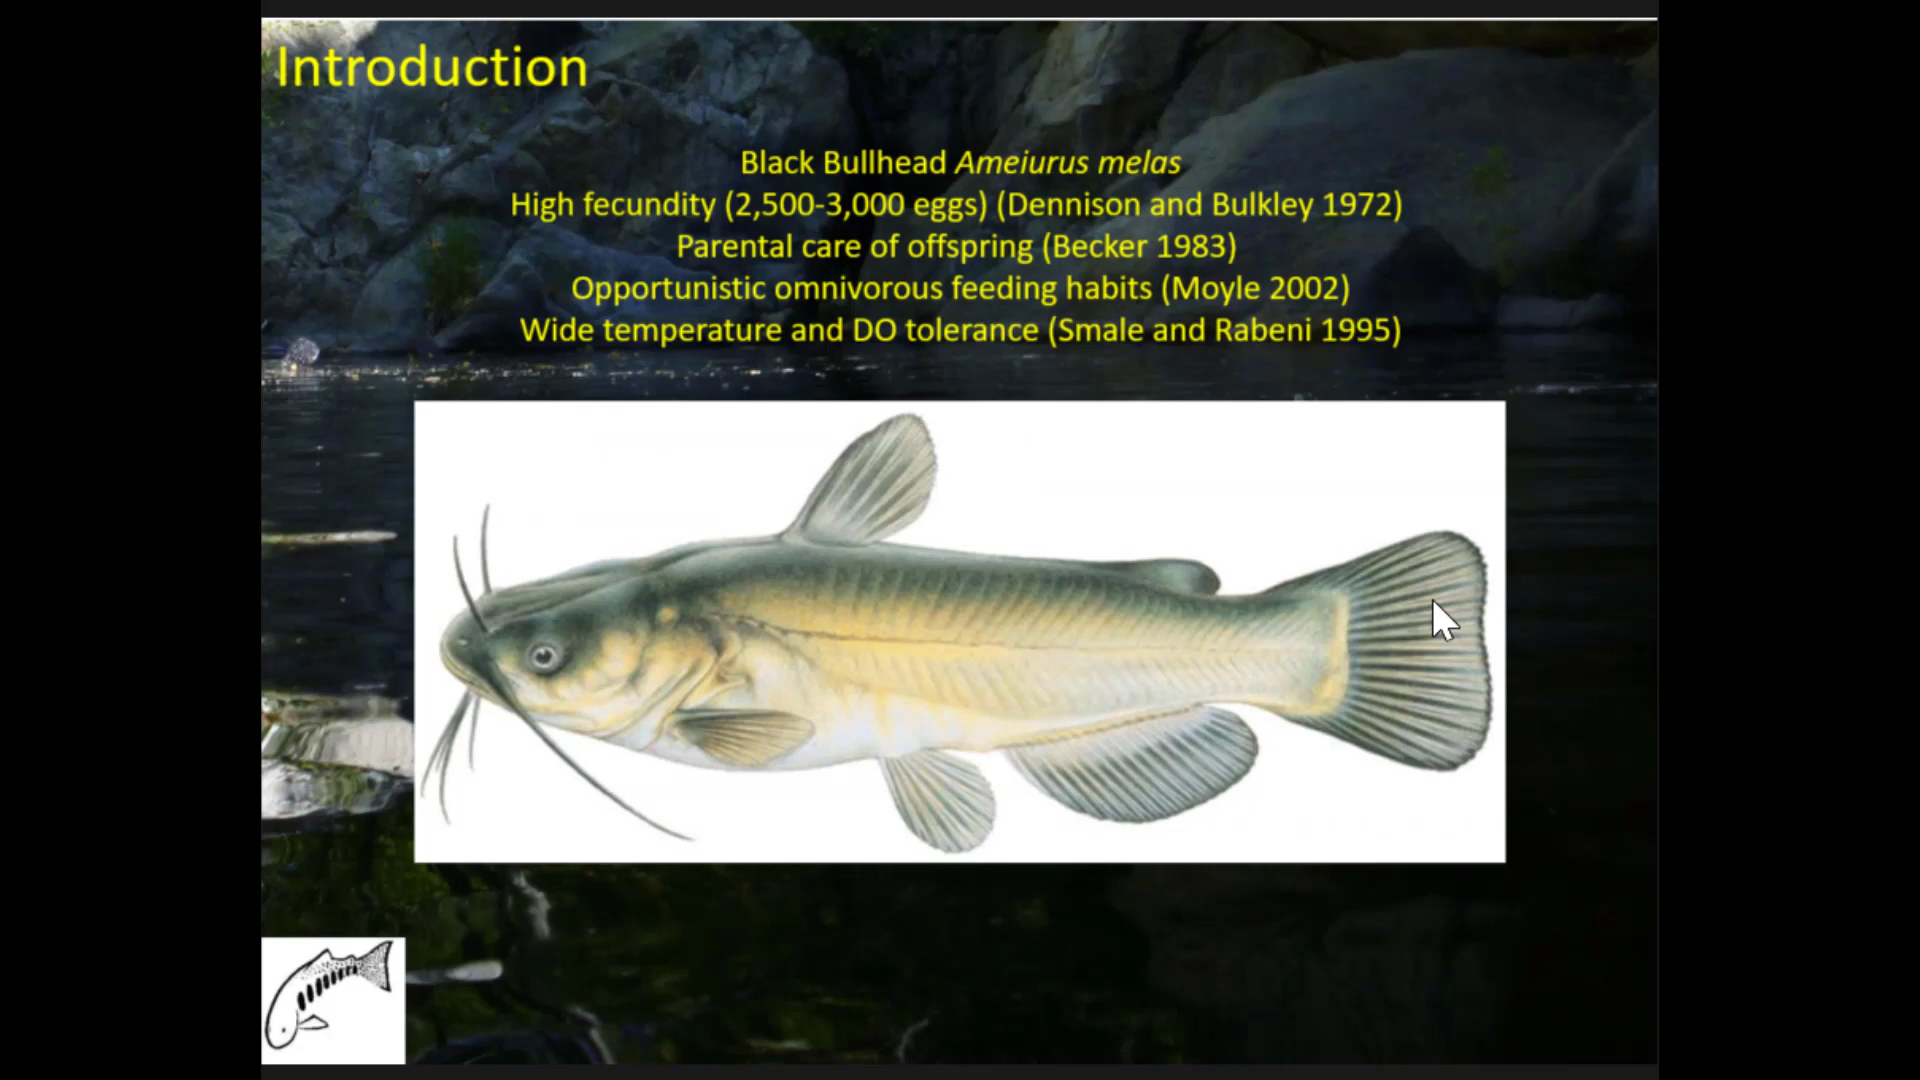 Introduction
Black Bullhead Ameiurus melas
High fecundity (2,500-3,000 eggs) (Dennison and Bulkley 1972)
Parental care of offspring (Becker 1983)
Opportunistic omnivorous feeding habits (Moyle 2002)
Wide temperature and DO tolerance (Smale and Rabeni 1995)